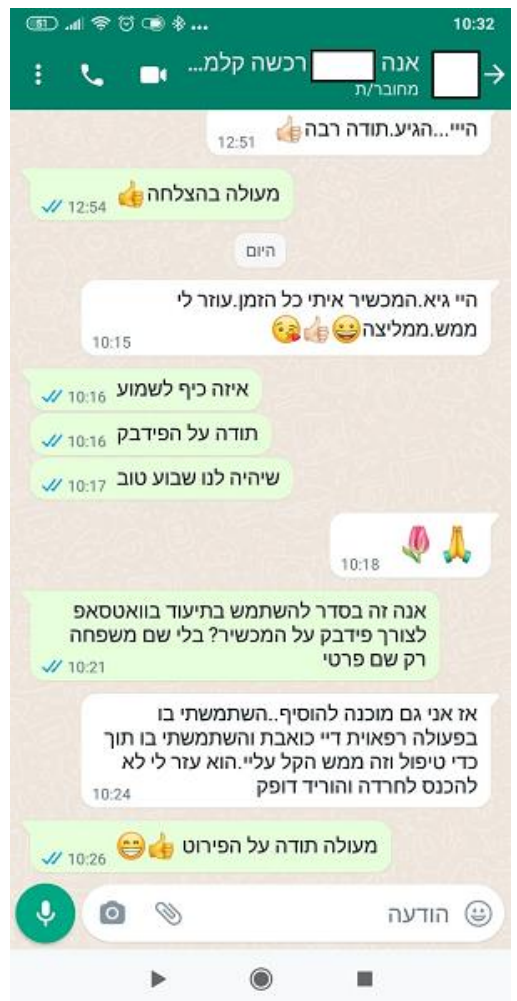 10:32
51
אנה
רכשה קלמ...
מחובר/ת
הייי...הגיע.תודה רבה👍🏻
12:51
מעולה בהצלחה👍
12:54
היום
היי גיא.המכשיר איתי כל הזמן.עוזר לי
ממש.ממליצה😀👍🏻😘
10:15
איזה כיף לשמוע
10:16
תודה על הפידבק
10:16
שיהיה לנו שבוע טוב
10:17
🙏🌷
10:18
אנה זה בסדר להשתמש בתיעוד בוואטסאפ
לצורך פידבק על המכשיר? בלי שם משפחה
רק שם פרטי
10:21
אז אני גם מוכנה להוסיף..השתמשתי בו
בפעולה רפאוית דיי כואבת והשתמשתי בו תוך
כדי טיפול וזה ממש הקל עליי.הוא עזר לי לא
להכנס לחרדה והוריד דופק
10:24
מעולה תודה על הפירוט👍😁
10:26
הודעה